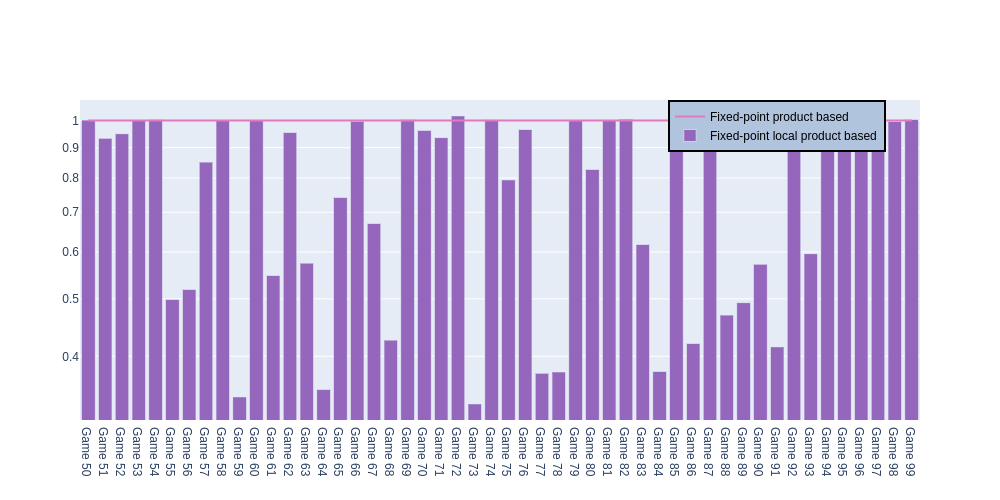 Fixed-point product based
Fixed-point local product based
1
0.9
0.8
0.7
0.6
0.5
0.4
Game 50
Game 51
Game 52
Game 53
Game 54
Game 55
Game 56
Game 57
Game 58
Game 59
Game 60
Game 61
Game 62
Game 63
Game 64
Game 65
Game 66
Game 67
Game 68
Game 69
Game 70
Game 71
Game 72
Game 73
Game 74
Game 75
Game 76
Game 77
Game 78
Game 79
Game 80
Game 81
Game 82
Game 83
Game 84
Game 85
Game 86
Game 87
Game 88
Game 89
Game 90
Game 91
Game 92
Game 93
Game 94
Game 95
Game 96
Game 97
Game 98
Game 99